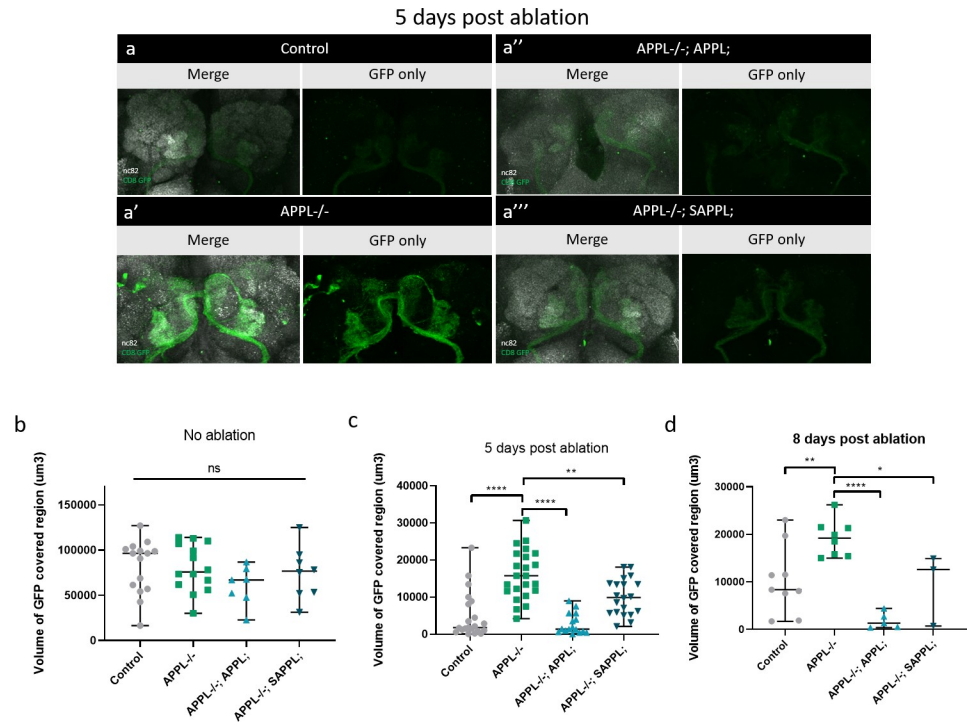 5 days post ablation
a Control
Merge GFP only
nc82
CD8 GFP
a'' APPL-/-; APPL;
Merge GFP only
nc82
CD8 GFP
a' APPL-/-
Merge GFP only
nc82
CD8 GFP
a''' APPL-/-; SAPPL;
Merge GFP only
nc82
CD8 GFP
b
No ablation
ns
Volume of GFP covered region (um3)
150000
100000
50000
0
Control
APPL-/-
APPL-/-; APPL;
APPL-/-; SAPPL;
c
5 days post ablation
**
**** ****
Volume of GFP covered region (um3)
40000
30000
20000
10000
0
Control
APPL-/-
APPL-/-; APPL;
APPL-/-; SAPPL;
d
8 days post ablation
** *
****
Volume of GFP covered region (um3)
30000
20000
10000
0
Control
APPL-/-
APPL-/-; APPL;
APPL-/-; SAPPL;